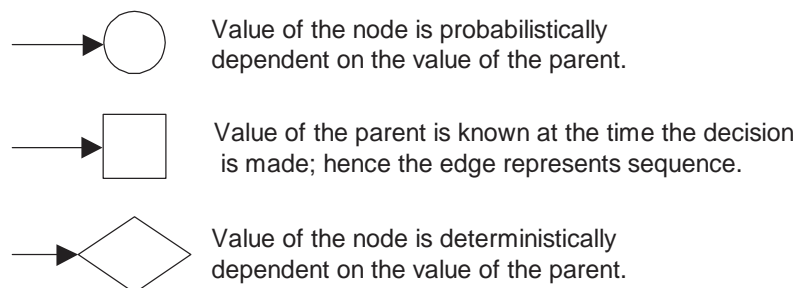 Value of the node is probabilistically
dependent on the value of the parent.
Value of the parent is known at the time the decision
is made; hence the edge represents sequence.
Value of the node is deterministically
dependent on the value of the parent.